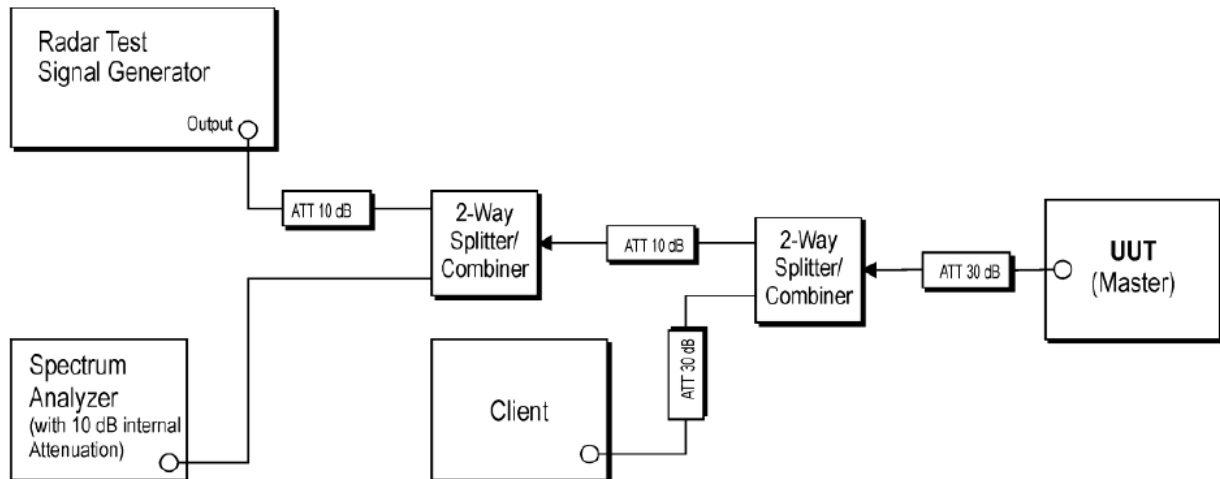 Radar Test
Signal Generator
Output
ATT 10 dB
2-Way
Splitter/
Combiner
ATT 10 dB
2-Way
Splitter/
Combiner
ATT 30 dB
UUT
(Master)
ATT 30 dB
Spectrum
Analyzer
(with 10 dB internal
Attenuation)
Client